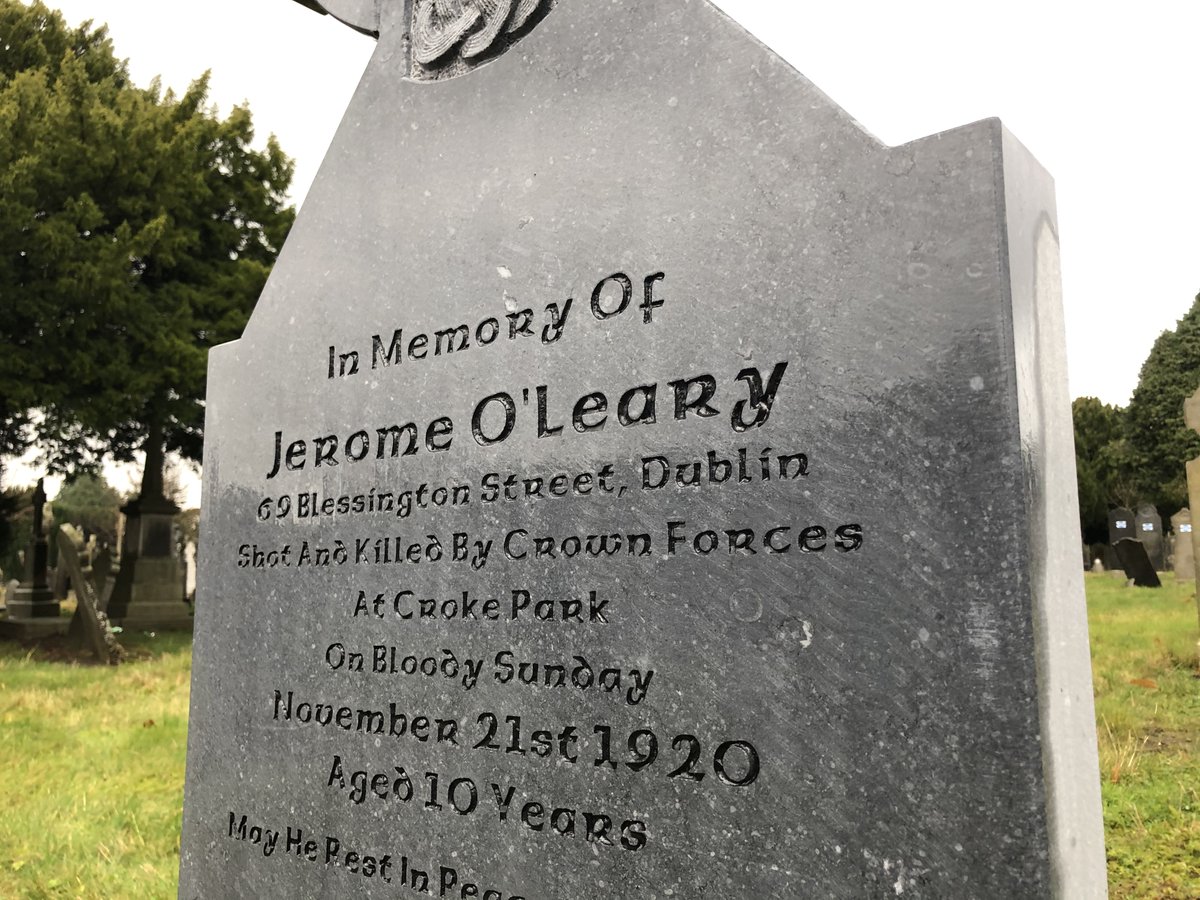 In Memory Of
Jerome O'Leary
69 Blessington Street, Dublin
Shot And Killed By Crown Forces
At Croke Park
On Bloody Sunday
November 21st 1920
Aged 10 Years
May He Rest In